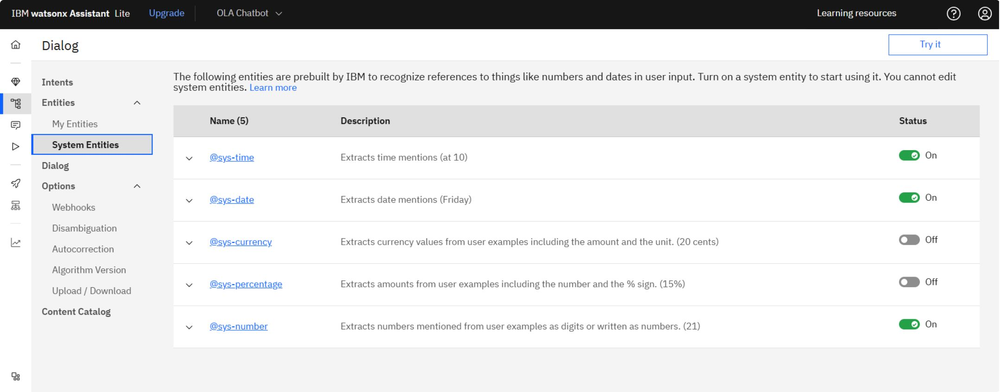 IBM watsonx Assistant Lite Upgrade OLA Chatbot Learning resources
Dialog Try it
Intents
Entities
My Entities
System Entities
Dialog
Options
Webhooks
Disambiguation
Autocorrection
Algorithm Version
Upload / Download
Content Catalog
The following entities are prebuilt by IBM to recognize references to things like numbers and dates in user input. Turn on a system entity to start using it. You cannot edit
system entities. Learn more
Name (5) Description Status
@sys-time Extracts time mentions (at 10) On
@sys-date Extracts date mentions (Friday) On
@sys-currency Extracts currency values from user examples including the amount and the unit. (20 cents) Off
@sys-percentage Extracts amounts from user examples including the number and the % sign. (15%) Off
@sys-number Extracts numbers mentioned from user examples as digits or written as numbers. (21) On